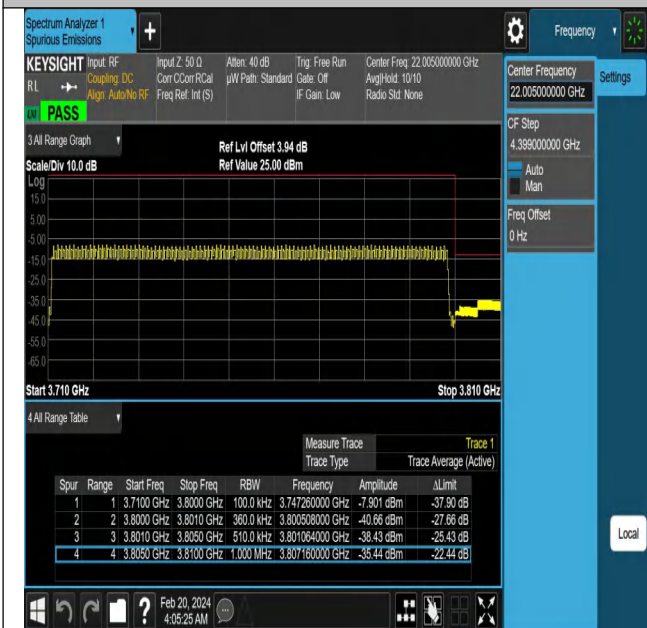 Spectrum Analyzer 1
Spurious Emissions
+
Frequency
KEYSIGHT Input: RF Input Z: 50 Ω Atten: 40 dB Trig: Free Run Center Freq: 22.005000000 GHz
RL Coupling: DC Corr CCorr RCal µW Path: Standard Gate: Off Avg|Hold: 10/10
Align: Auto/No RF Freq Ref: Int (S) IF Gain: Low Radio Std: None
PASS
Center Frequency
22.005000000 GHz
Settings
CF Step
4.399000000 GHz
Auto
Man
Freq Offset
0 Hz
Local
3 All Range Graph
Ref Lvl Offset 3.94 dB
Scale/Div 10.0 dB Ref Value 25.00 dBm
Log
15.0
5.00
-5.00
-15.0
-25.0
-35.0
-45.0
-55.0
-65.0
Start 3.710 GHz Stop 3.810 GHz
4 All Range Table
Measure Trace Trace 1
Trace Type Trace Average (Active)
Spur Range Start Freq Stop Freq RBW Frequency Amplitude ΔLimit
1 1 3.7100 GHz 3.8000 GHz 100.0 kHz 3.747260000 GHz -7.901 dBm -37.90 dB
2 2 3.8000 GHz 3.8010 GHz 360.0 kHz 3.800508000 GHz -40.66 dBm -27.66 dB
3 3 3.8010 GHz 3.8050 GHz 510.0 kHz 3.801064000 GHz -38.43 dBm -25.43 dB
4 4 3.8050 GHz 3.8100 GHz 1.000 MHz 3.807160000 GHz -35.44 dBm -22.44 dB
? Feb 20, 2024
4:05:25 AM